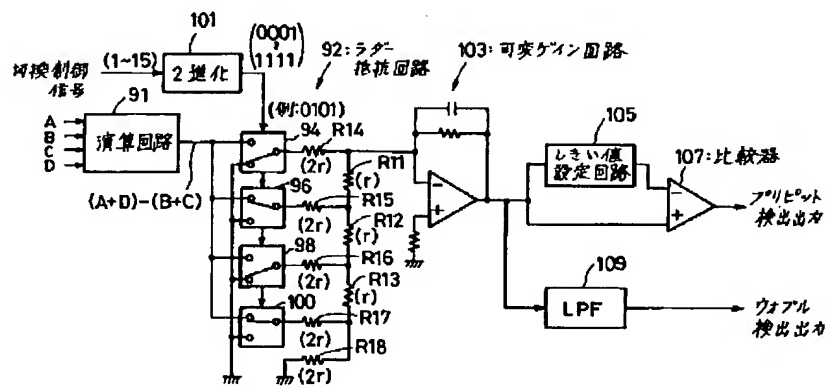 101
(0001
〜
1111)
(1~15)
切換制御
信号
2進化
91
A
B
C
D
演算回路
(A+D)-(B+C)
92:ラダー
抵抗回路
(例:0101)
94
R14
(2r)
R11
(r)
96
R15
(2r)
R12
(r)
98
R16
(2r)
R13
(r)
100
R17
(2r)
R18
(2r)
103:可変ゲイン回路
-
+
105
しきい値
設定回路
107:比較器
-
+
プリピット
検出出力
109
LPF
ウォブル
検出出力